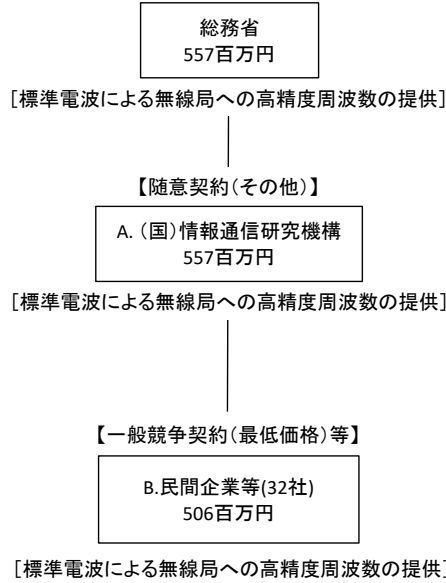 総務省
557百万円
［標準電波による無線局への高精度周波数の提供］
【随意契約（その他）】
A. （国）情報通信研究機構
557百万円
［標準電波による無線局への高精度周波数の提供］
【一般競争契約（最低価格）等】
B.民間企業等(32社)
506百万円
［標準電波による無線局への高精度周波数の提供］